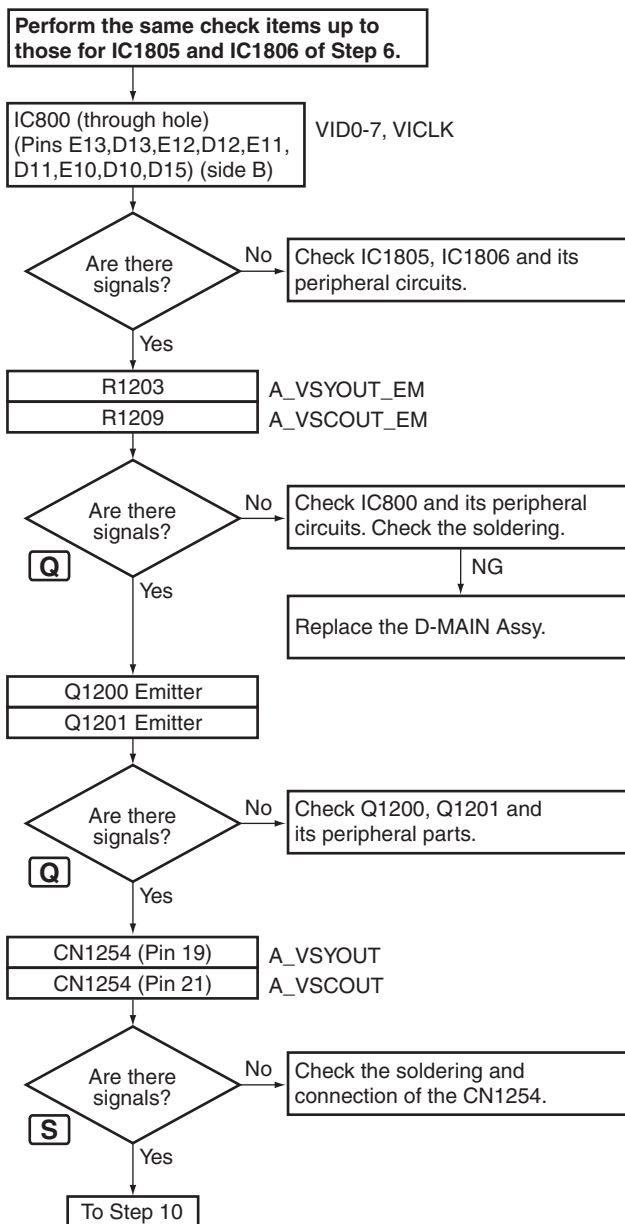 Perform the same check items up to
those for IC1805 and IC1806 of Step 6.
IC800 (through hole)
(Pins E13,D13,E12,D12,E11,
D11,E10,D10,D15) (side B)
VID0-7, VICLK
Are there
signals?
No
Check IC1805, IC1806 and its
peripheral circuits.
Yes
R1203
A_VSYOUT_EM
R1209
A_VSCOUT_EM
Are there
signals?
No
Check IC800 and its peripheral
circuits. Check the soldering.
Q
Yes
NG
Replace the D-MAIN Assy.
Q1200 Emitter
Q1201 Emitter
Are there
signals?
No
Check Q1200, Q1201 and
its peripheral parts.
Q
Yes
CN1254 (Pin 19)
A_VSYOUT
CN1254 (Pin 21)
A_VSCOUT
Are there
signals?
No
Check the soldering and
connection of the CN1254.
S
Yes
To Step 10